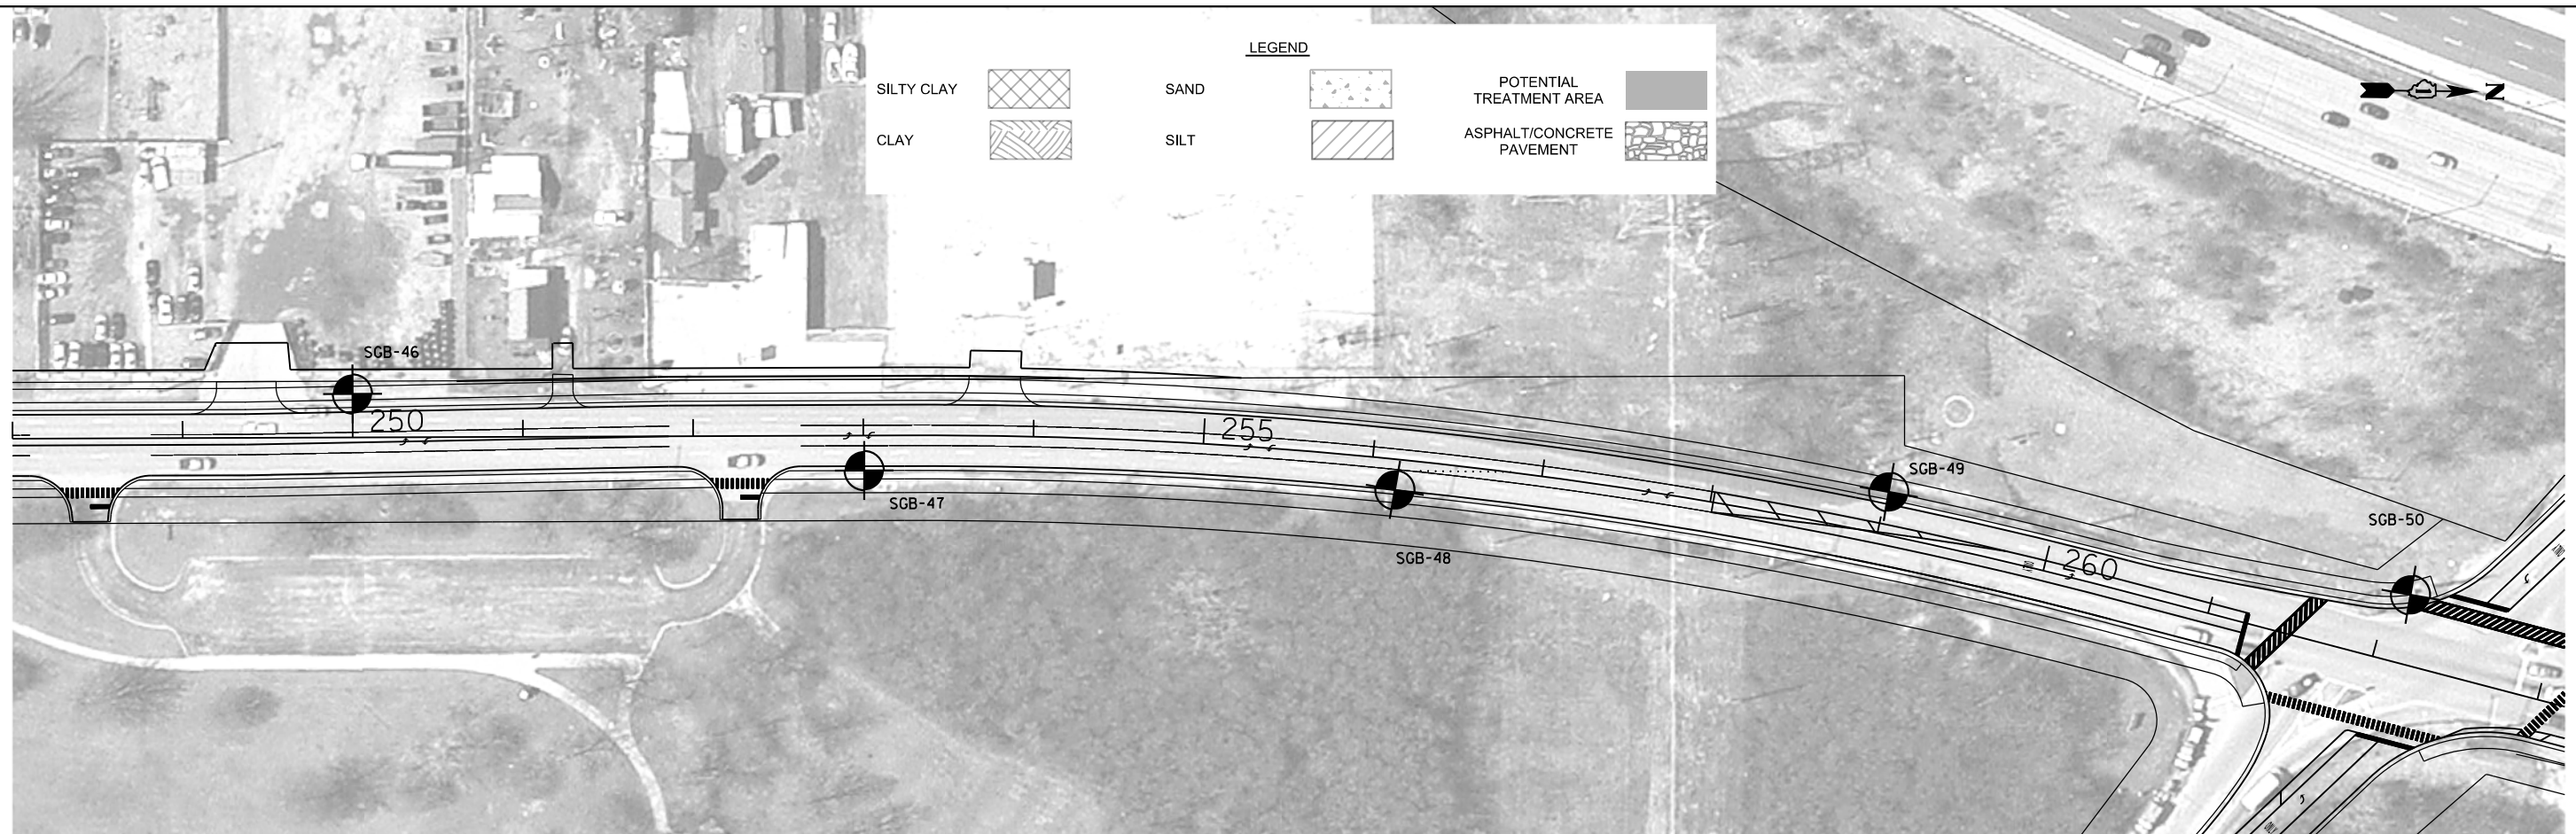 LEGEND
SILTY CLAY
SAND
POTENTIAL
TREATMENT AREA
CLAY
SILT
ASPHALT/CONCRETE
PAVEMENT
N
SGB-46
250
255
SGB-47
SGB-49
SGB-48
SGB-50
260